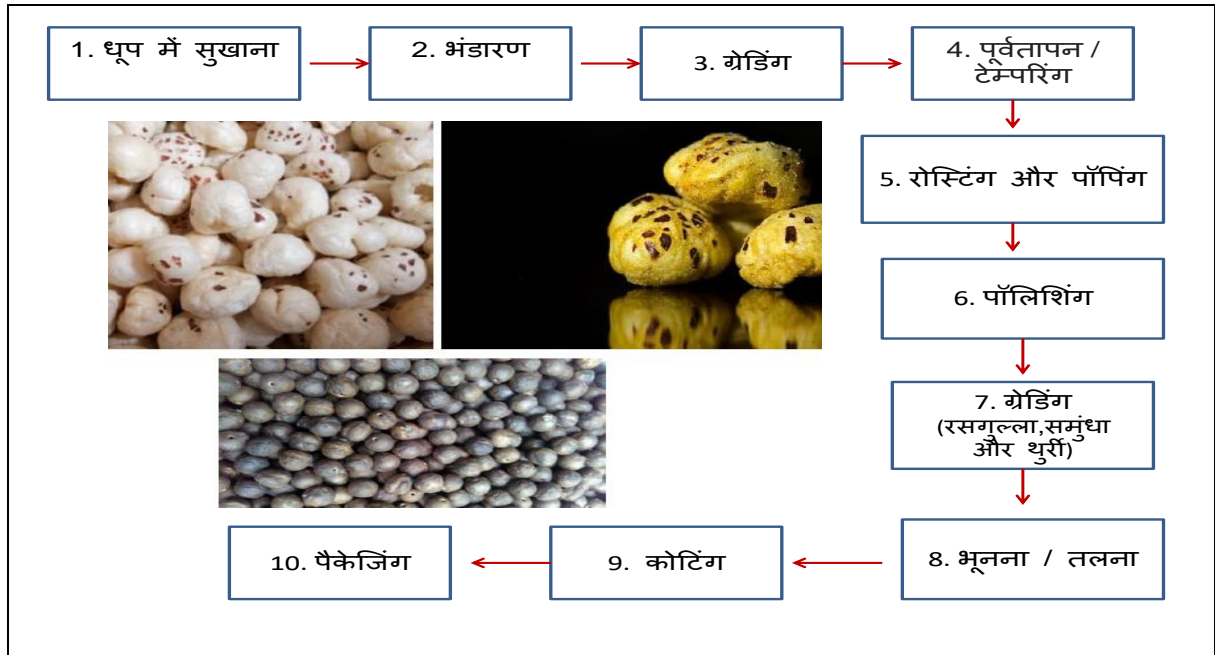 1. धूप में सुखाना
2. भंडारण
3. ग्रेडिंग
4. पूर्वतापन /
टेम्परिंग
5. रोस्टिंग और पॉपिंग
6. पॉलिशिंग
7. ग्रेडिंग
(रसगुल्ला,समुंधा
और थुर्री)
8. भूनना / तलना
9. कोटिंग
10. पैकेजिंग